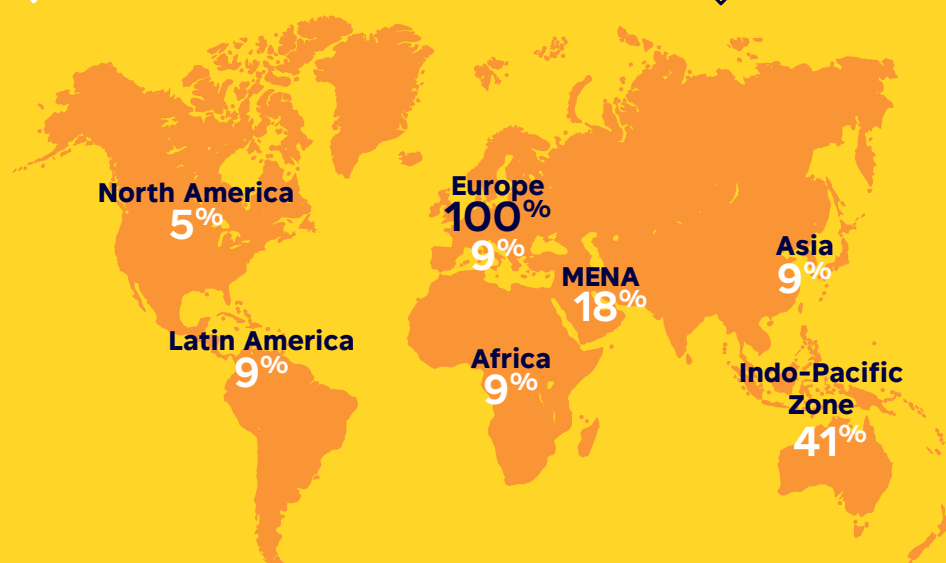 North America
5%
Europe
100%
9%
Asia
9%
MENA
18%
Latin America
9%
Africa
9%
Indo-Pacific
Zone
41%